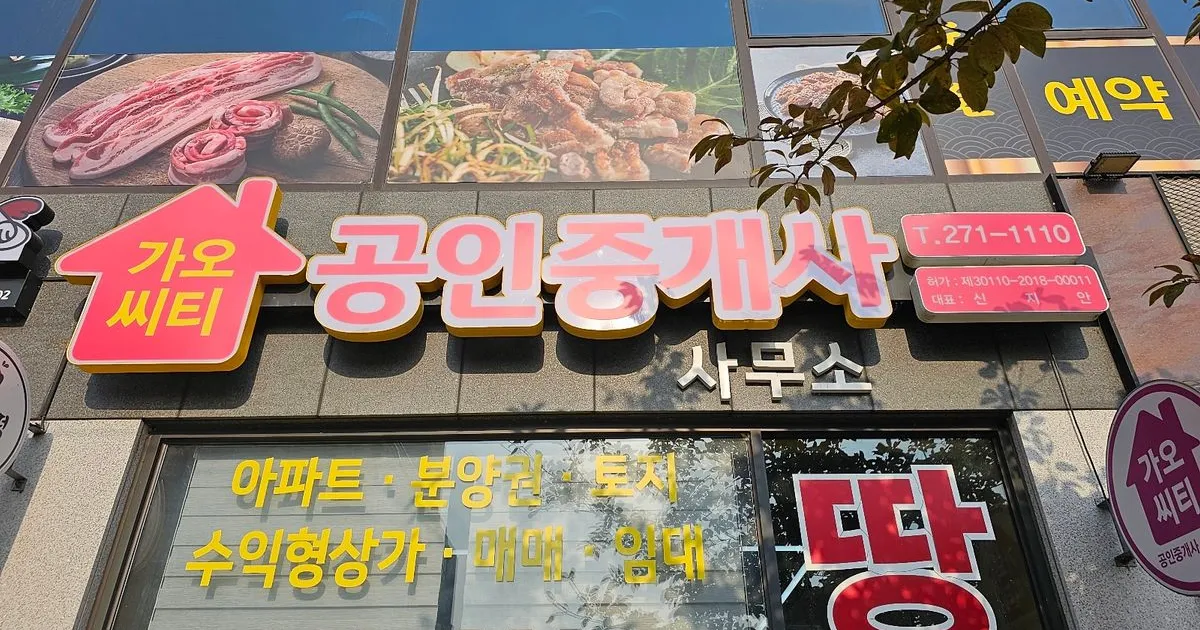 예약
가오
씨티
공인중개사
T.271-1110
허가 : 제30110-2018-00011
대표 : 신 지 안
사무소
아파트 · 분양권 · 토지
수익형상가 · 매매 · 임대
땅
가오
씨티
공인중개사